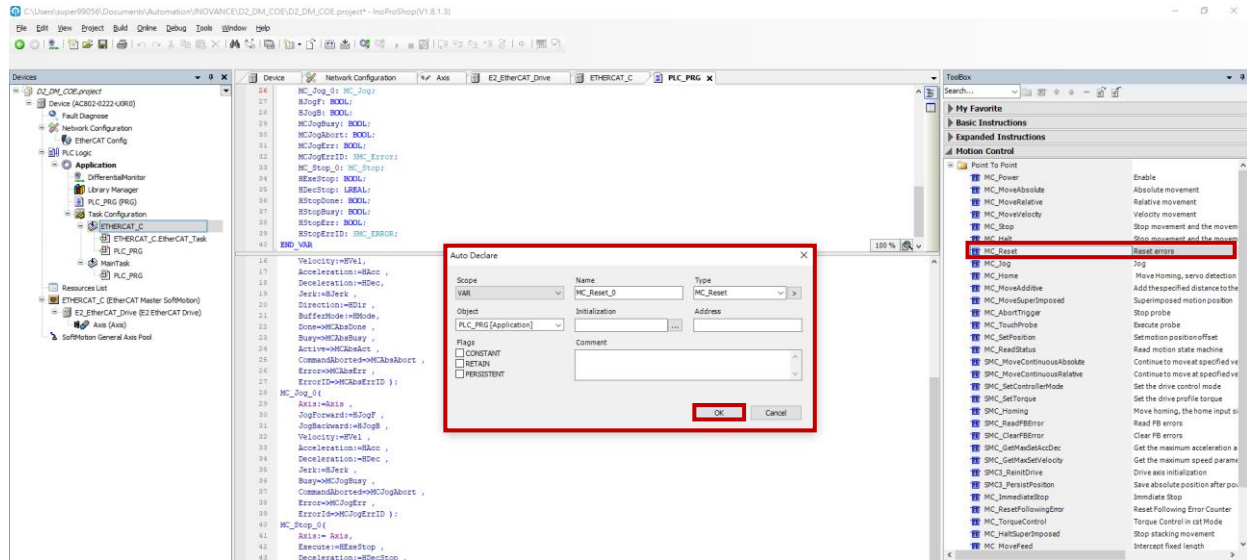 C:\Users\super99056\Documents\Automation\INOVANCE\D2_DM_COE\D2_DM_COE.project* - InoProShop(V1.8.1.3)
File Edit View Project Build Online Debug Tools Window Help
Devices
D2_DM_COE.project
Device (AC802-0222-U0R0)
Fault Diagnose
Network Configuration
EtherCAT Config
PLC Logic
Application
DifferentialMonitor
Library Manager
PLC_PRG (PRG)
Task Configuration
ETHERCAT_C
ETHERCAT_C.EtherCAT_Task
PLC_PRG
MainTask
PLC_PRG
Resources List
ETHERCAT_C (EtherCAT Master SoftMotion)
E2_EtherCAT_Drive (E2 EtherCAT Drive)
Axis (Axis)
SoftMotion General Axis Pool
Device Network Configuration Axis E2_EtherCAT_Drive ETHERCAT_C PLC_PRG X
26 MC_Jog_0: MC_Jog;
27 HJogF: BOOL;
28 HJogB: BOOL;
29 MCJogBusy: BOOL;
30 MCJogAbort: BOOL;
31 MCJogErr: BOOL;
32 MCJogErrID: SMC_Error;
33 MC_Stop_0: MC_Stop;
34 HExeStop: BOOL;
35 HDecStop: LREAL;
36 HStopDone: BOOL;
37 HStopBusy: BOOL;
38 HStopErr: BOOL;
39 HStopErrID: SMC_ERROR;
40 END_VAR
100 %
16 Velocity:=HVel,
17 Acceleration:=HAcc ,
18 Deceleration:=HDec,
19 Jerk:=HJerk ,
20 Direction:=HDir ,
21 BufferMode:=HMode,
22 Done=>MCAbsDone ,
23 Busy=>MCAbsBusy ,
24 Active=>MCAbsAct ,
25 CommandAborted=>MCAbsAbort ,
26 Error=>MCAbsErr ,
27 ErrorID=>MCAbsErrID );
28 MC_Jog_0(
29 Axis:=Axis ,
30 JogForward:=HJogF ,
31 JogBackward:=HJogB ,
32 Velocity:=HVel ,
33 Acceleration:=HAcc ,
34 Deceleration:=HDec ,
35 Jerk:=HJerk ,
36 Busy=>MCJogBusy ,
37 CommandAborted=>MCJogAbort ,
38 Error=>MCJogErr ,
39 ErrorId=>MCJogErrID );
40 MC_Stop_0(
41 Axis:= Axis,
42 Execute:=HExeStop ,
43 Deceleration:=HDecStop ,
Auto Declare
Scope Name Type
VAR MC_Reset_0 MC_Reset >
Object Initialization Address
PLC_PRG [Application] ...
Flags Comment
CONSTANT
RETAIN
PERSISTENT
OK Cancel
ToolBox
Search...
My Favorite
Basic Instructions
Expanded Instructions
Motion Control
Point To Point
MC_Power Enable
MC_MoveAbsolute Absolute movement
MC_MoveRelative Relative movement
MC_MoveVelocity Velocity movement
MC_Stop Stop movement and the movem
MC_Halt Stop movement and the movem
MC_Reset Reset errors
MC_Jog Jog
MC_Home Move Homing, servo detection
MC_MoveAdditive Add thespecified distance to the
MC_MoveSuperImposed Superimposed motion position
MC_AbortTrigger Stop probe
MC_TouchProbe Execute probe
MC_SetPosition Setmotion position offset
MC_ReadStatus Read motion state machine
SMC_MoveContinuousAbsolute Continue to move at specified ve
SMC_MoveContinuousRelative Continue to move at specified ve
SMC_SetControllerMode Set the drive control mode
SMC_SetTorque Set the drive profile torque
SMC_Homing Move homing, the home input si
SMC_ReadFBError Read FB errors
SMC_ClearFBError Clear FB errors
SMC_GetMaxSetAccDec Get the maximum acceleration a
SMC_GetMaxSetVelocity Get the maximum speed parame
SMC3_ReinitDrive Drive axis initialization
SMC3_PersistPosition Save absolute position after pow
MC_ImmediateStop Immdiate Stop
MC_ResetFollowingError Reset Following Error Counter
MC_TorqueControl Torque Control in cst Mode
MC_HaltSuperImposed Stop stacking movement
MC_MoveFeed Intercept fixed length